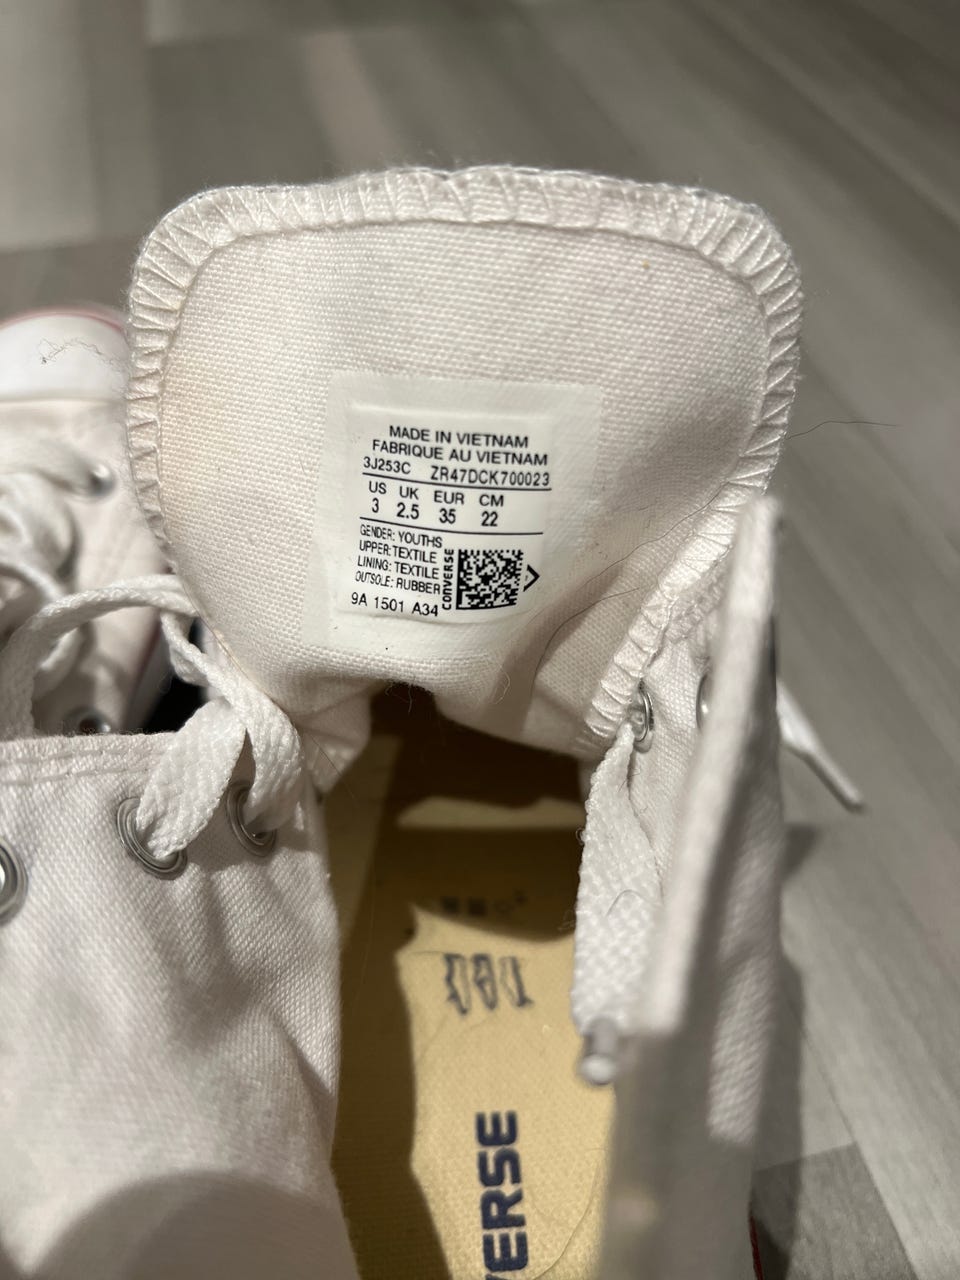 MADE IN VIETNAM
FABRIQUE AU VIETNAM
3J253C ZR47DCK700023
US UK EUR CM
3 2.5 35 22
GENDER: YOUTHS
UPPER: TEXTILE
LINING: TEXTILE
OUTSOLE: RUBBER
CONVERSE
9A 1501 A34
VERSE